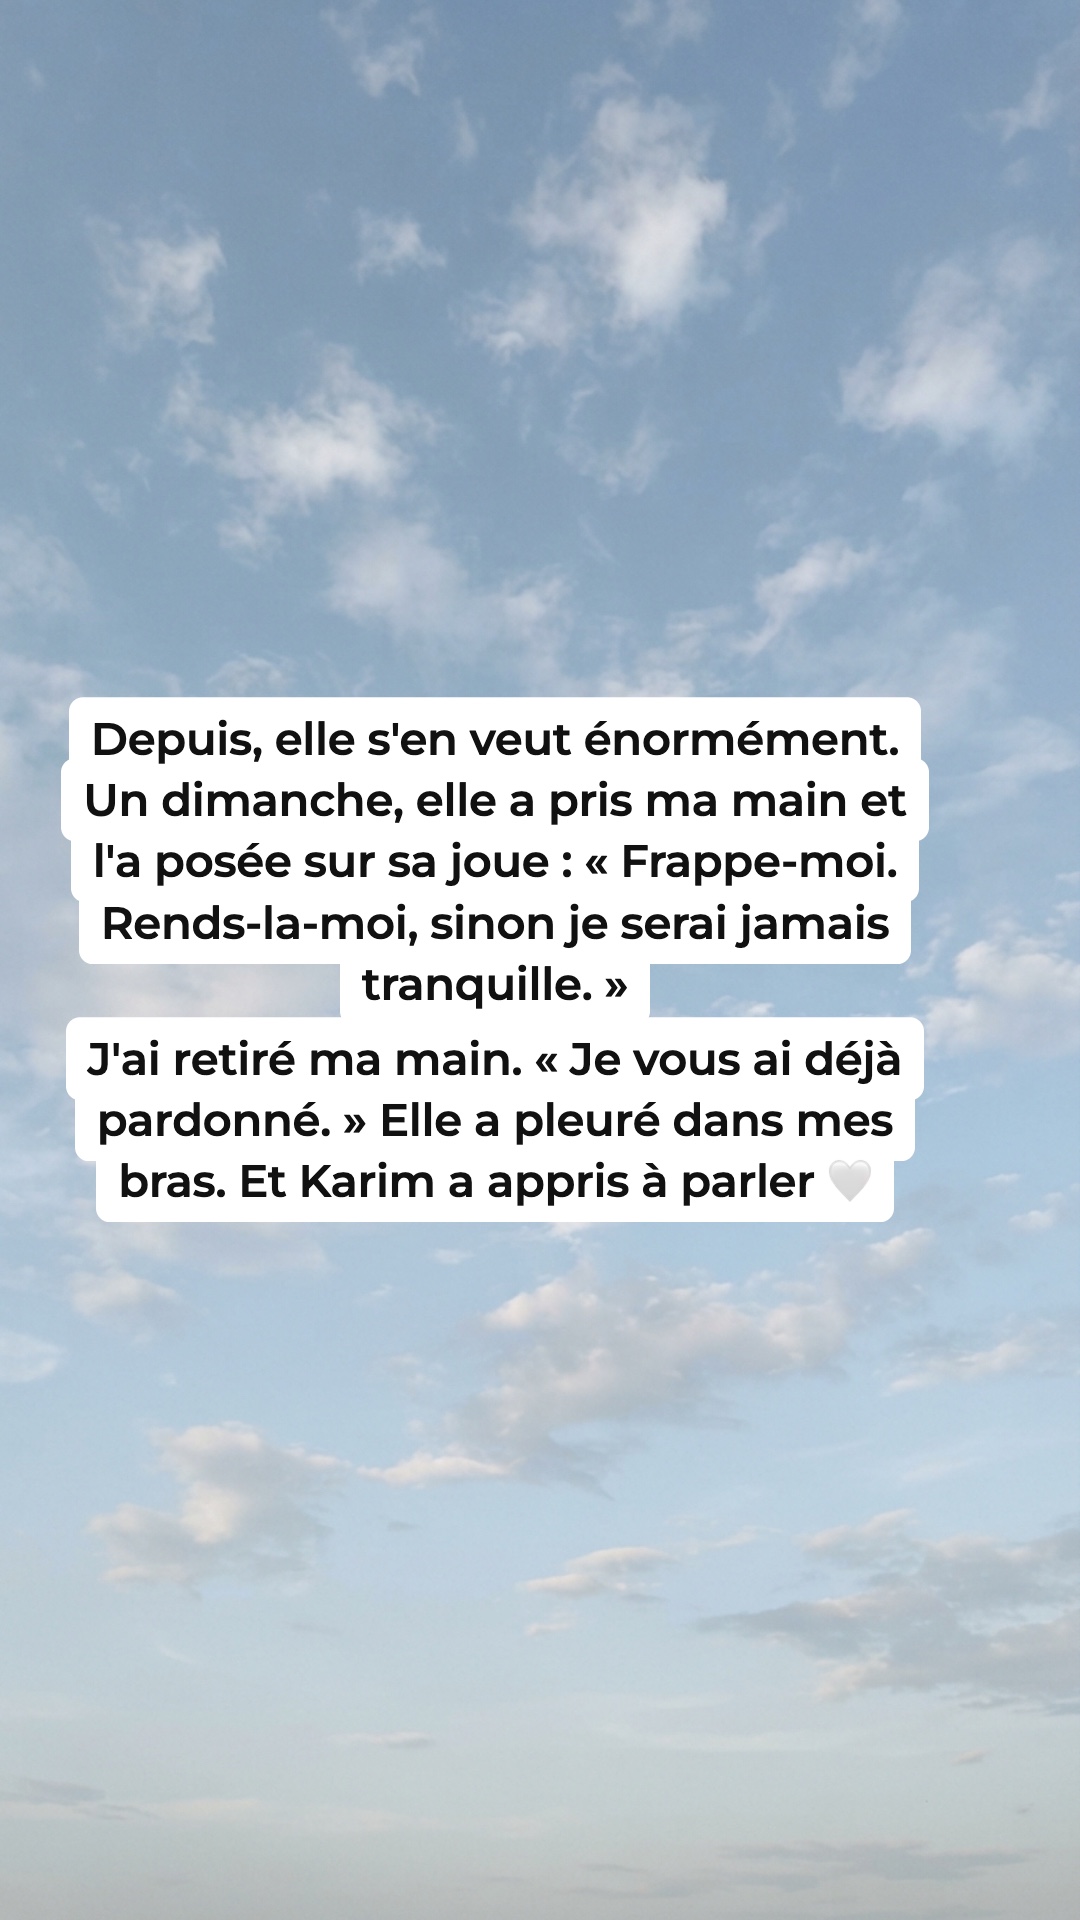 Depuis, elle s'en veut énormément.
Un dimanche, elle a pris ma main et
l'a posée sur sa joue : « Frappe-moi.
Rends-la-moi, sinon je serai jamais
tranquille. »
J'ai retiré ma main. « Je vous ai déjà
pardonné. » Elle a pleuré dans mes
bras. Et Karim a appris à parler 🤍